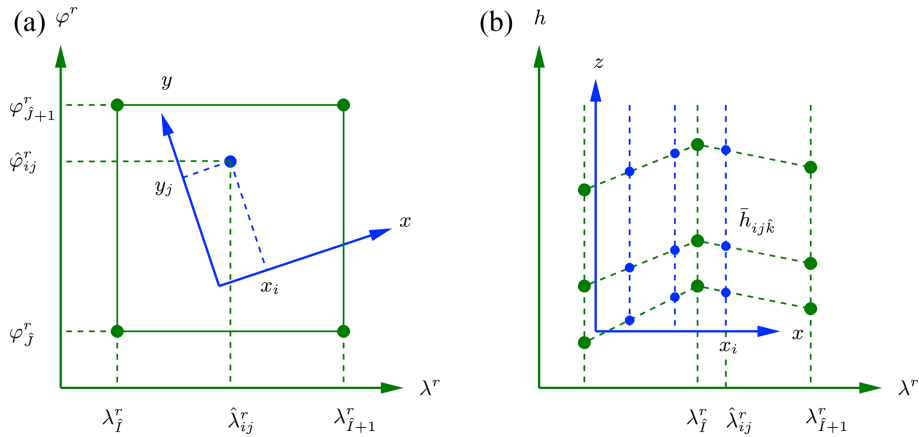 (a)
φ^r
y
φ^r_{Ĵ+1}
φ̂^r_{ij}
y_j
x
x_i
φ^r_{Ĵ}
λ^r_{Î}
λ̂^r_{ij}
λ^r_{Î+1}
λ^r
(b)
h
z
h̄_{ijk̂}
x_i
x
λ^r_{Î}
λ̂^r_{ij}
λ^r_{Î+1}
λ^r